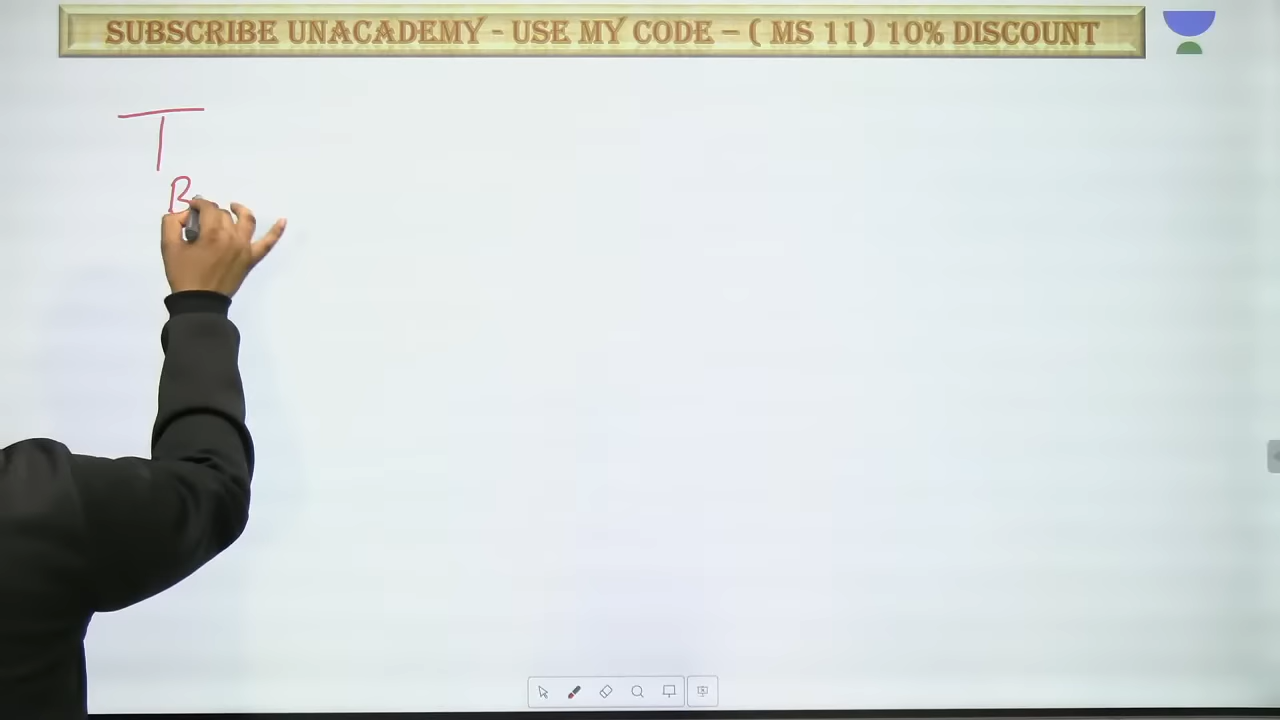 SUBSCRIBE UNACADEMY - USE MY CODE – ( MS 11) 10% DISCOUNT
T
B